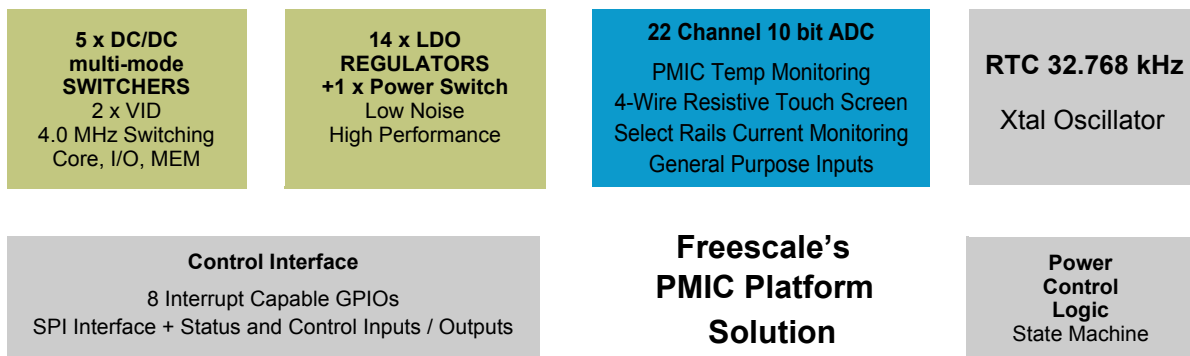 5 x DC/DC
multi-mode
SWITCHERS
2 x VID
4.0 MHz Switching
Core, I/O, MEM
14 x LDO
REGULATORS
+1 x Power Switch
Low Noise
High Performance
22 Channel 10 bit ADC
PMIC Temp Monitoring
4-Wire Resistive Touch Screen
Select Rails Current Monitoring
General Purpose Inputs
RTC 32.768 kHz
Xtal Oscillator
Control Interface
8 Interrupt Capable GPIOs
SPI Interface + Status and Control Inputs / Outputs
Freescale’s
PMIC Platform
Solution
Power
Control
Logic
State Machine